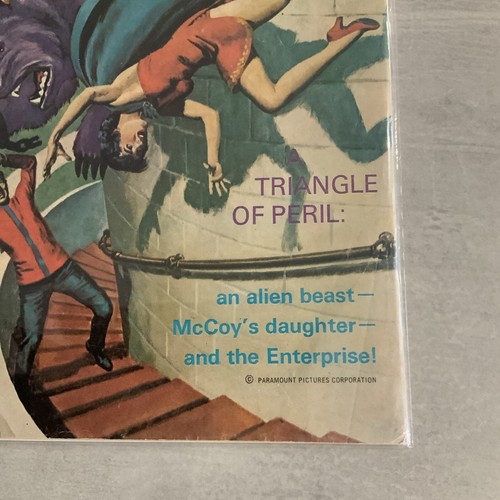 A
TRIANGLE
OF PERIL:
an alien beast—
McCoy's daughter—
and the Enterprise!
© PARAMOUNT PICTURES CORPORATION